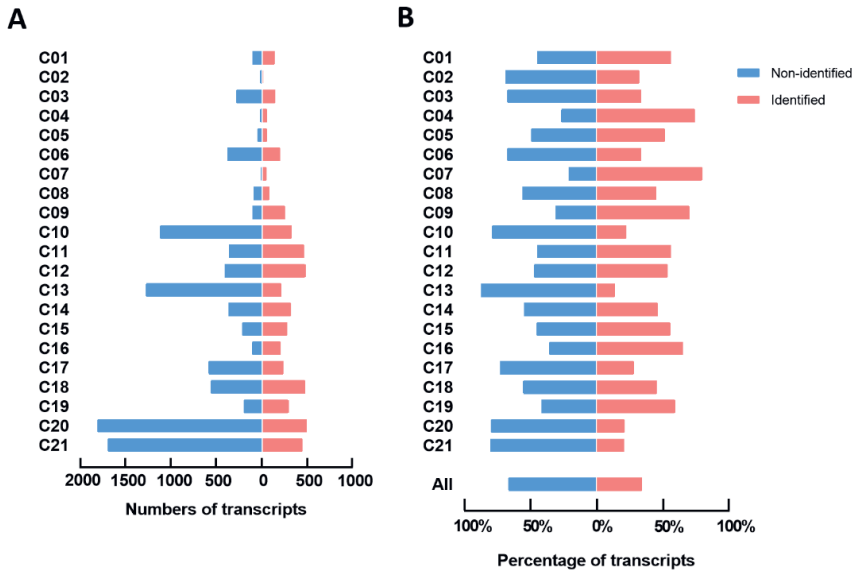 A
C01
C02
C03
C04
C05
C06
C07
C08
C09
C10
C11
C12
C13
C14
C15
C16
C17
C18
C19
C20
C21
2000 1500 1000 500 0 500 1000
Numbers of transcripts
B
C01
C02
C03
C04
C05
C06
C07
C08
C09
C10
C11
C12
C13
C14
C15
C16
C17
C18
C19
C20
C21
All
100% 50% 0% 50% 100%
Percentage of transcripts
Non-identified
Identified